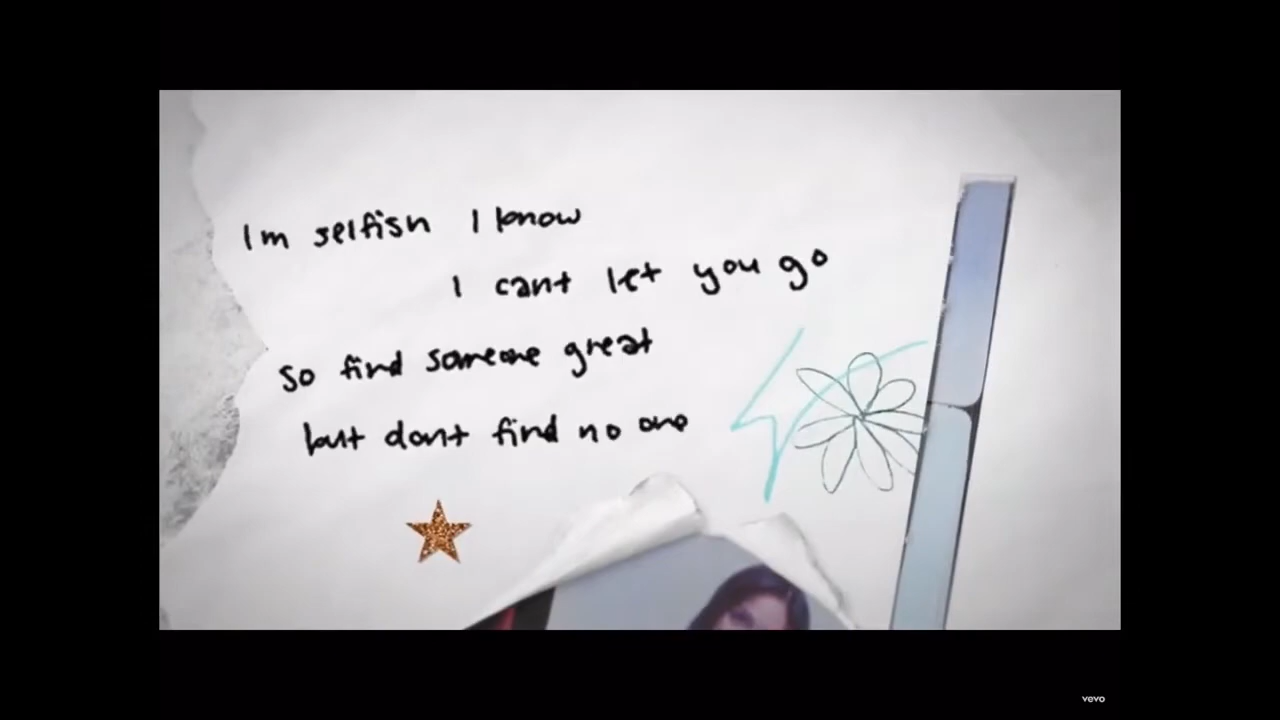 Im selfish I know
I cant let you go
So find someone great
but dont find no one
vevo